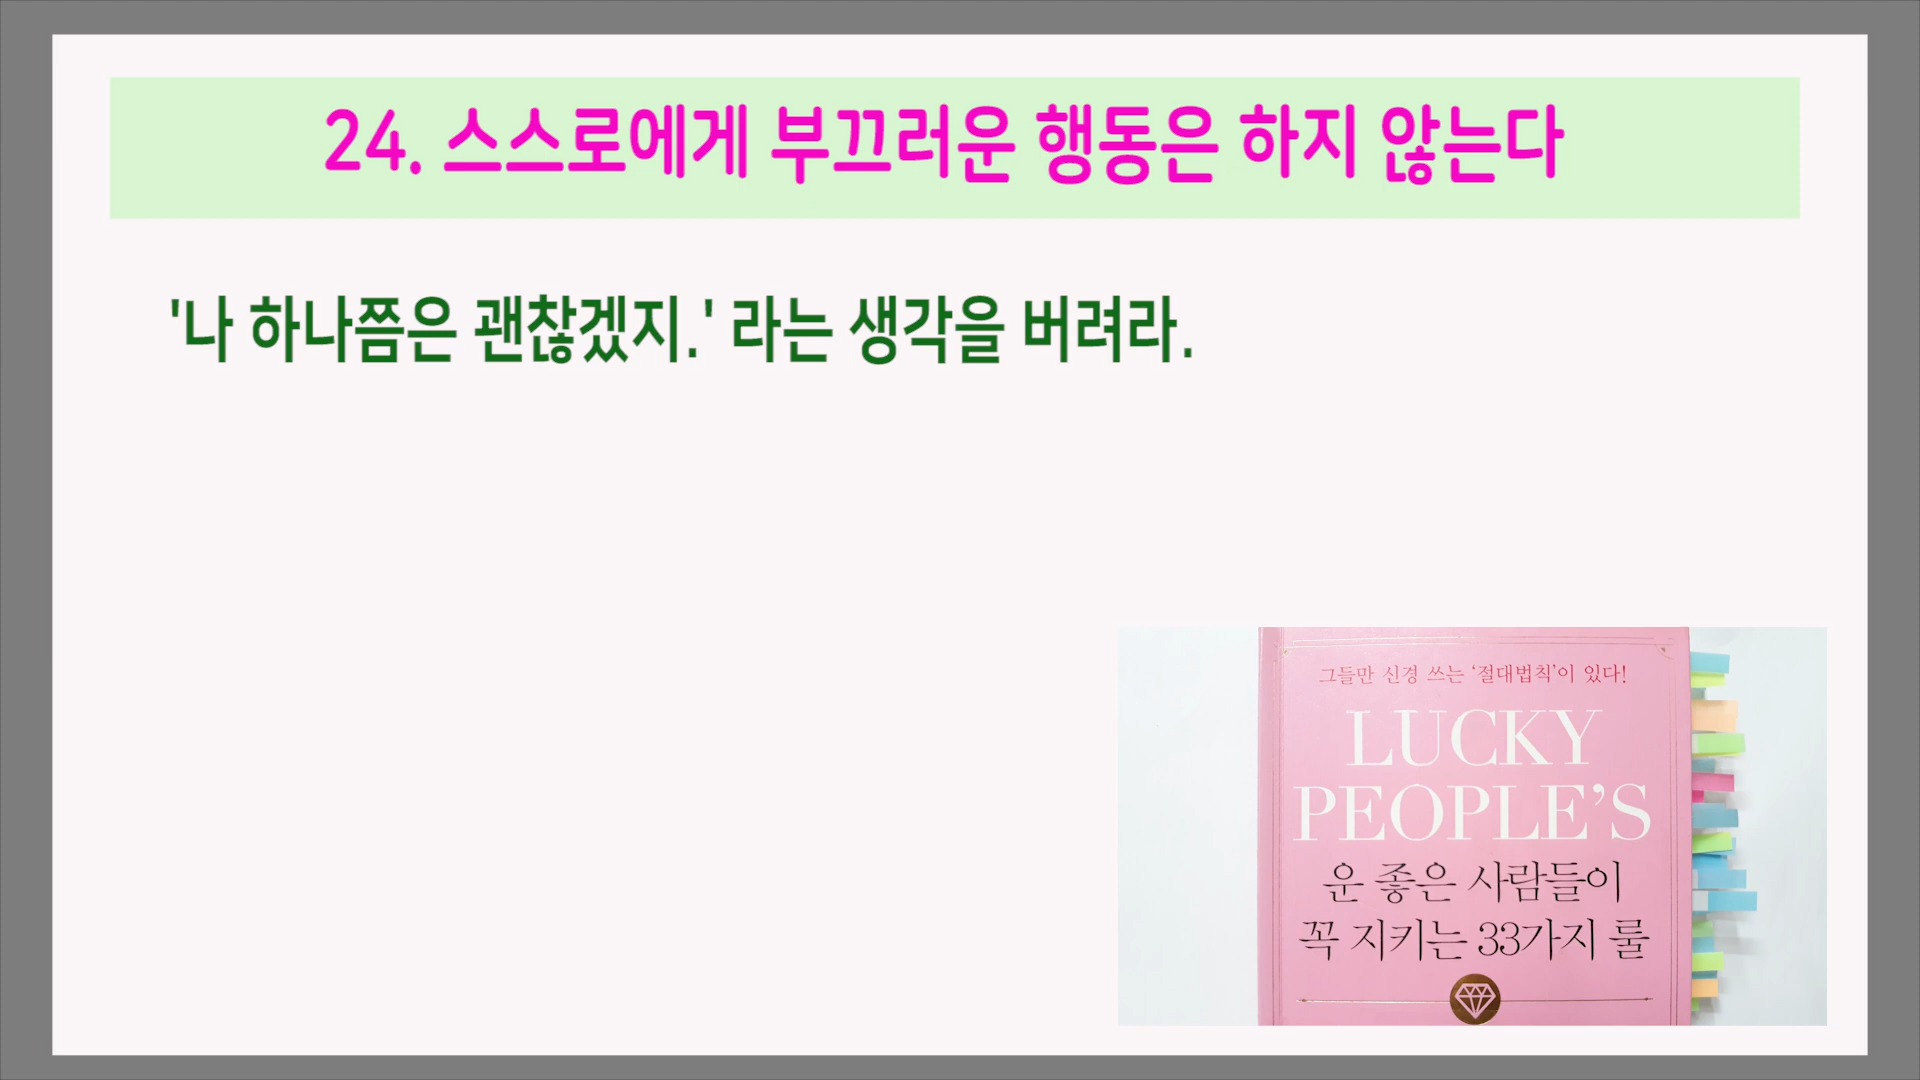 24. 스스로에게 부끄러운 행동은 하지 않는다
'나 하나쯤은 괜찮겠지.' 라는 생각을 버려라.
그들만 신경 쓰는 '절대법칙'이 있다!
LUCKY
PEOPLE'S
운 좋은 사람들이
꼭 지키는 33가지 룰